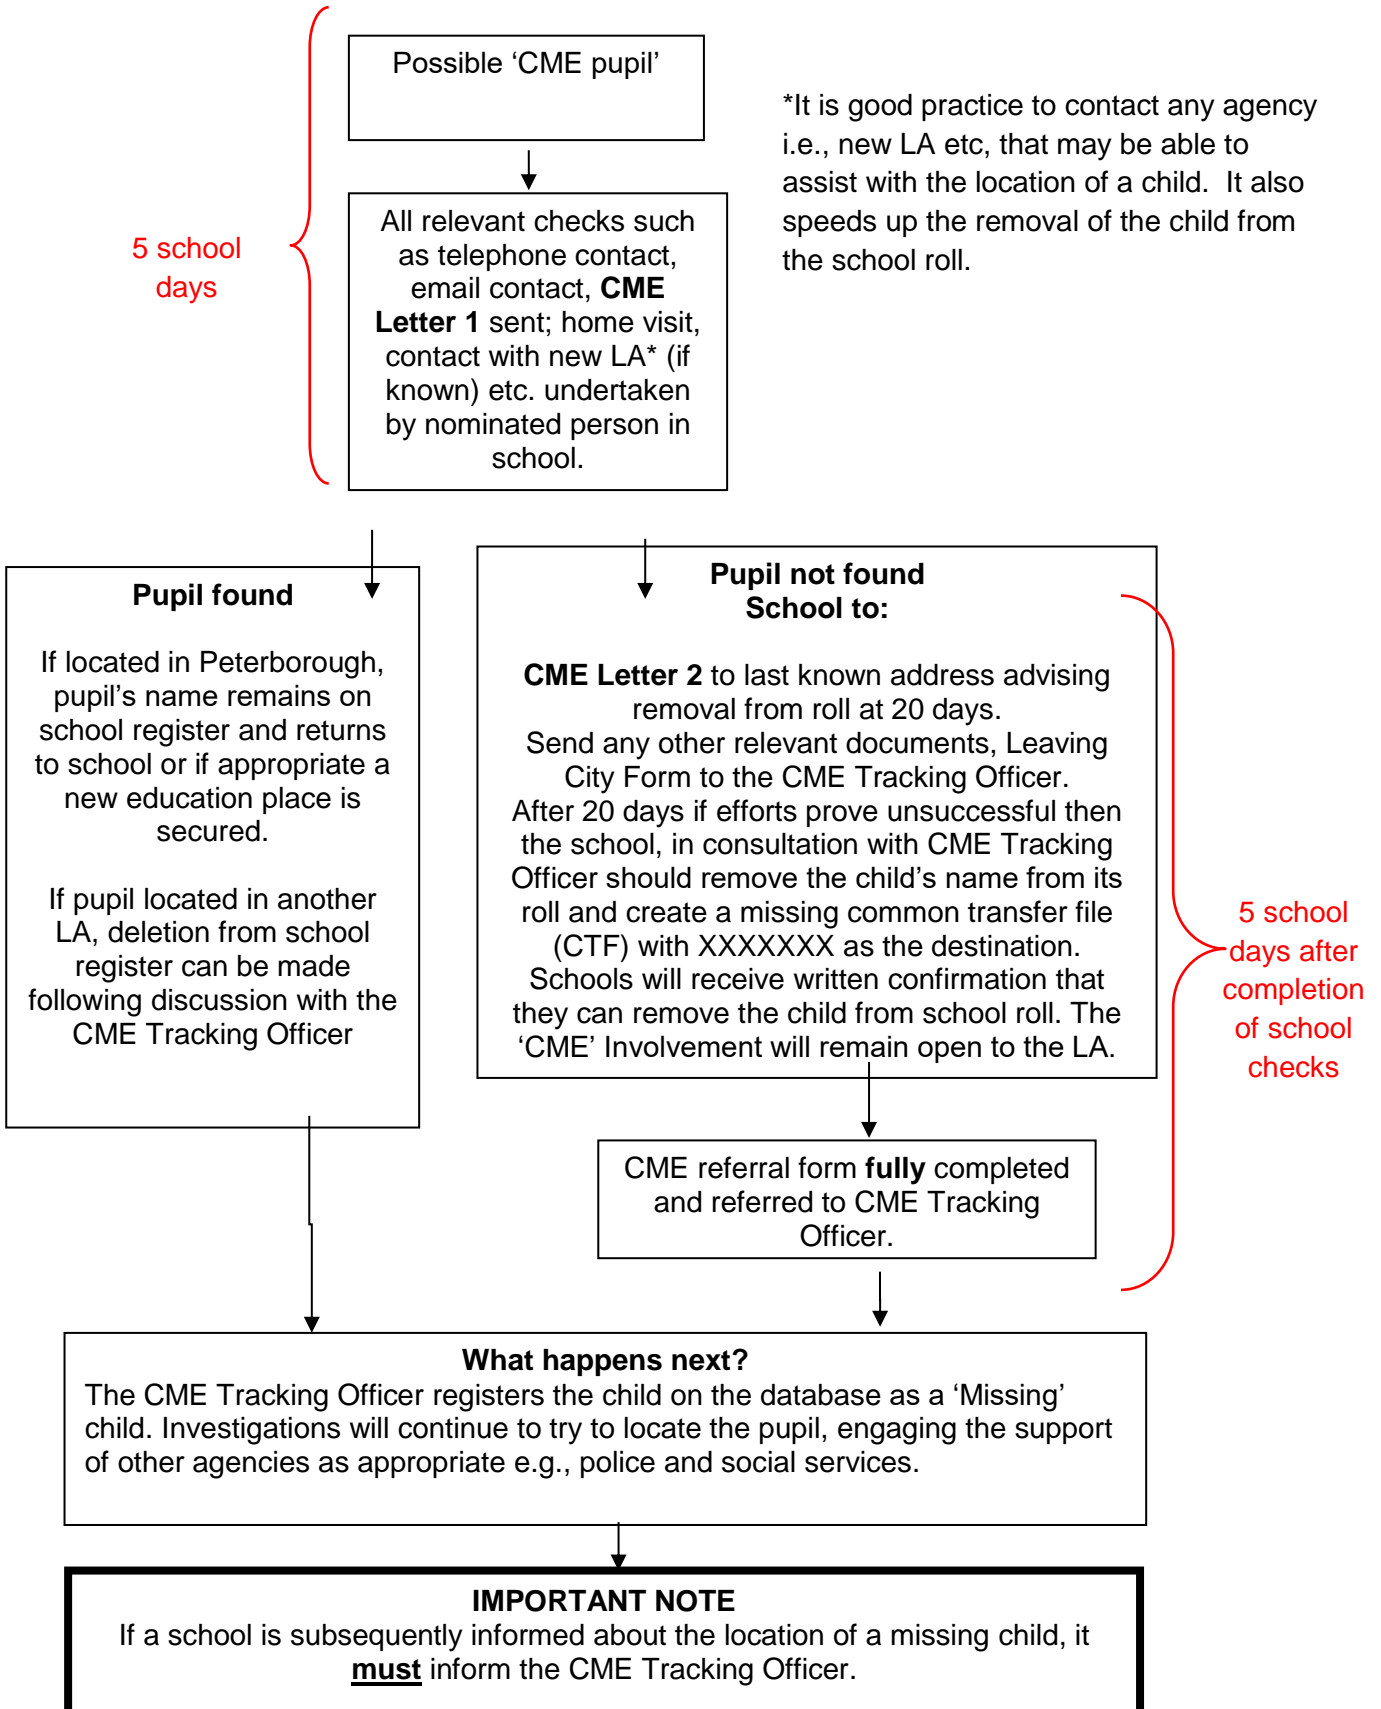 Possible ‘CME pupil’
*It is good practice to contact any agency
i.e., new LA etc, that may be able to
assist with the location of a child.  It also
speeds up the removal of the child from
the school roll.
5 school
days
All relevant checks such
as telephone contact,
email contact, CME
Letter 1 sent; home visit,
contact with new LA* (if
known) etc. undertaken
by nominated person in
school.
Pupil found
If located in Peterborough,
pupil’s name remains on
school register and returns
to school or if appropriate a
new education place is
secured.
If pupil located in another
LA, deletion from school
register can be made
following discussion with the
CME Tracking Officer
Pupil not found
School to:
CME Letter 2 to last known address advising
removal from roll at 20 days.
Send any other relevant documents, Leaving
City Form to the CME Tracking Officer.
After 20 days if efforts prove unsuccessful then
the school, in consultation with CME Tracking
Officer should remove the child’s name from its
roll and create a missing common transfer file
(CTF) with XXXXXXX as the destination.
Schools will receive written confirmation that
they can remove the child from school roll. The
‘CME’ Involvement will remain open to the LA.
5 school
days after
completion
of school
checks
CME referral form fully completed
and referred to CME Tracking
Officer.
What happens next?
The CME Tracking Officer registers the child on the database as a ‘Missing’
child. Investigations will continue to try to locate the pupil, engaging the support
of other agencies as appropriate e.g., police and social services.
IMPORTANT NOTE
If a school is subsequently informed about the location of a missing child, it
must inform the CME Tracking Officer.